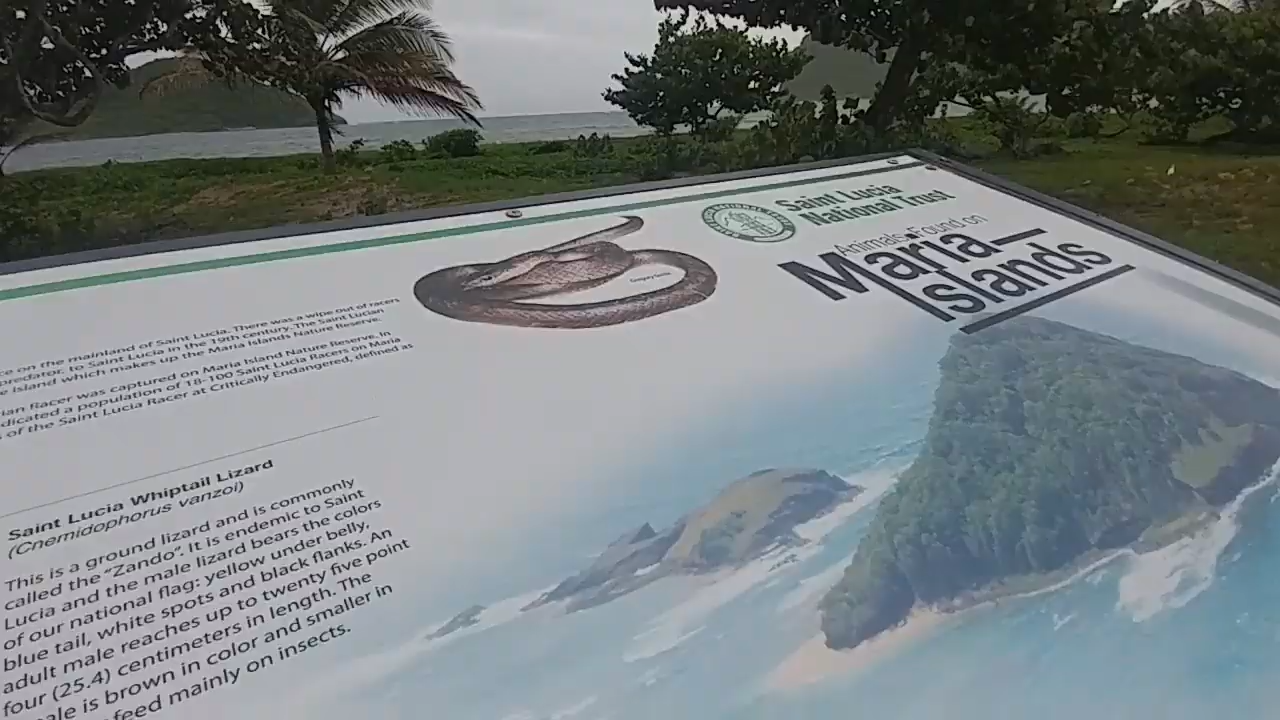 Saint Lucia
National Trust
Animals Found on
Maria
Islands
ce on the mainland of Saint Lucia. There was a wipe out of racers
predator, to Saint Lucia in the 19th century. The Saint Lucian
e island which makes up the Maria Islands Nature Reserve.
ian Racer was captured on Maria Island Nature Reserve. In
dicated a population of 18-100 Saint Lucia Racers on Maria
of the Saint Lucia Racer at Critically Endangered, defined as
Saint Lucia Whiptail Lizard
(Cnemidophorus vanzoi)
This is a ground lizard and is commonly
called the "Zando". It is endemic to Saint
Lucia and the male lizard bears the colors
of our national flag: yellow under belly,
blue tail, white spots and black flanks. An
adult male reaches up to twenty five point
four (25.4) centimeters in length. The
ale is brown in color and smaller in
feed mainly on insects.